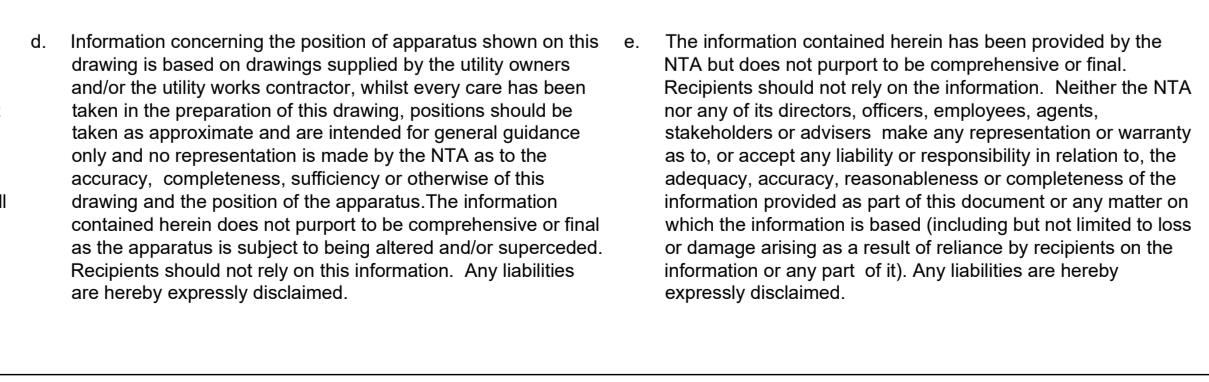 d. Information concerning the position of apparatus shown on this
drawing is based on drawings supplied by the utility owners
and/or the utility works contractor, whilst every care has been
taken in the preparation of this drawing, positions should be
taken as approximate and are intended for general guidance
only and no representation is made by the NTA as to the
accuracy,  completeness, sufficiency or otherwise of this
drawing and the position of the apparatus.The information
contained herein does not purport to be comprehensive or final
as the apparatus is subject to being altered and/or superceded.
Recipients should not rely on this information.  Any liabilities
are hereby expressly disclaimed.
e. The information contained herein has been provided by the
NTA but does not purport to be comprehensive or final.
Recipients should not rely on the information.  Neither the NTA
nor any of its directors, officers, employees, agents,
stakeholders or advisers  make any representation or warranty
as to, or accept any liability or responsibility in relation to, the
adequacy, accuracy, reasonableness or completeness of the
information provided as part of this document or any matter on
which the information is based (including but not limited to loss
or damage arising as a result of reliance by recipients on the
information or any part  of it). Any liabilities are hereby
expressly disclaimed.